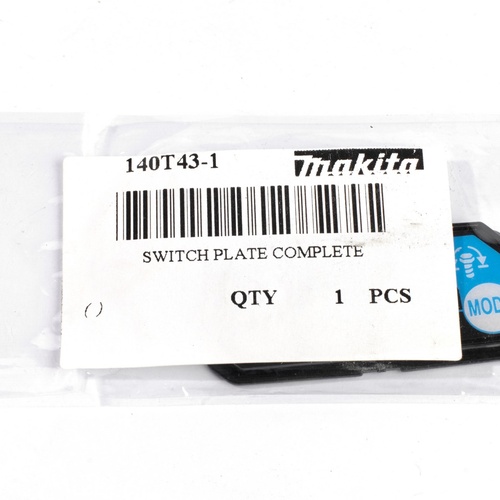 140T43-1 makita
SWITCH PLATE COMPLETE
QTY 1 PCS
( )
MOD